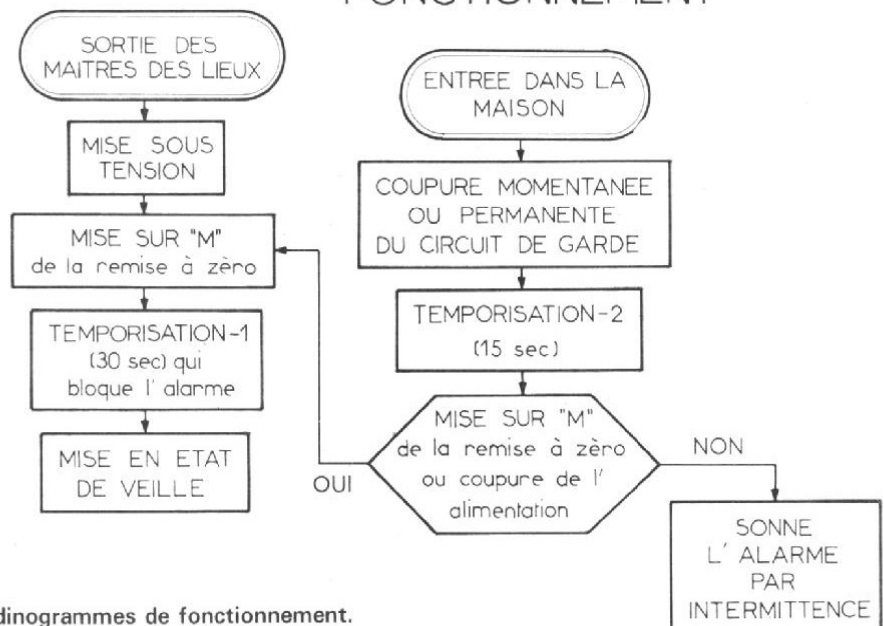 FONCTIONNEMENT
SORTIE DES
MAITRES DES LIEUX
MISE SOUS
TENSION
MISE SUR "M"
de la remise à zèro
TEMPORISATION-1
(30 sec) qui
bloque l' alarme
MISE EN ETAT
DE VEILLE
ENTREE DANS LA
MAISON
COUPURE MOMENTANEE
OU PERMANENTE
DU CIRCUIT DE GARDE
TEMPORISATION-2
(15 sec)
MISE SUR "M"
de la remise à zèro
ou coupure de l'
alimentation
OUI
NON
SONNE
L' ALARME
PAR
INTERMITTENCE
dinogrammes de fonctionnement.